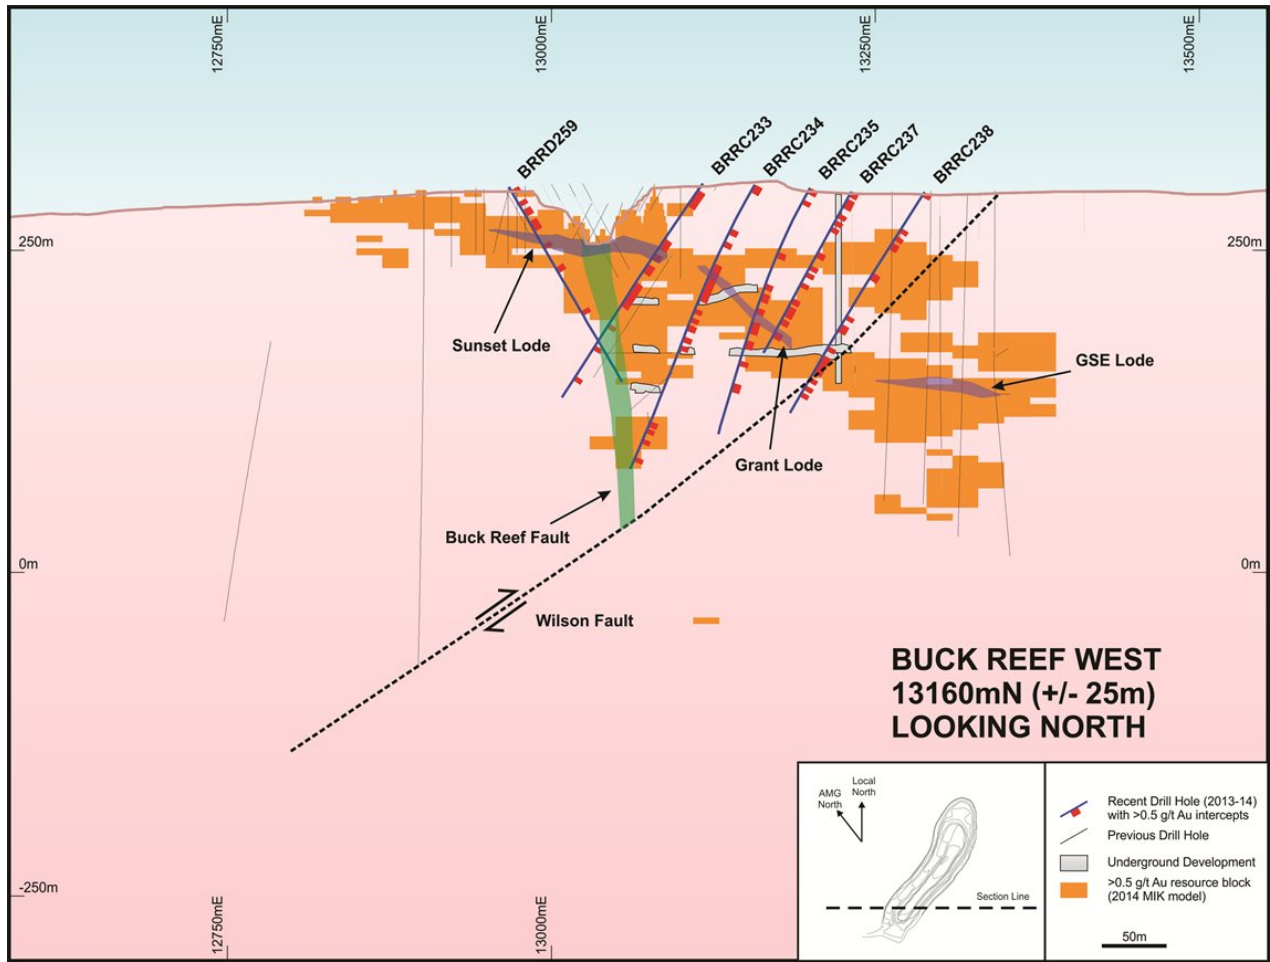 12750mE
13000mE
13250mE
13500mE
BRRD259
BRRC233
BRRC234
BRRC235
BRRC237
BRRC238
250m
250m
Sunset Lode
GSE Lode
Grant Lode
Buck Reef Fault
0m
0m
Wilson Fault
BUCK REEF WEST
13160mN (+/- 25m)
LOOKING NORTH
-250m
12750mE
13000mE
AMG
North
Local
North
Section Line
Recent Drill Hole (2013-14)
with >0.5 g/t Au intercepts
Previous Drill Hole
Underground Development
>0.5 g/t Au resource block
(2014 MIK model)
50m